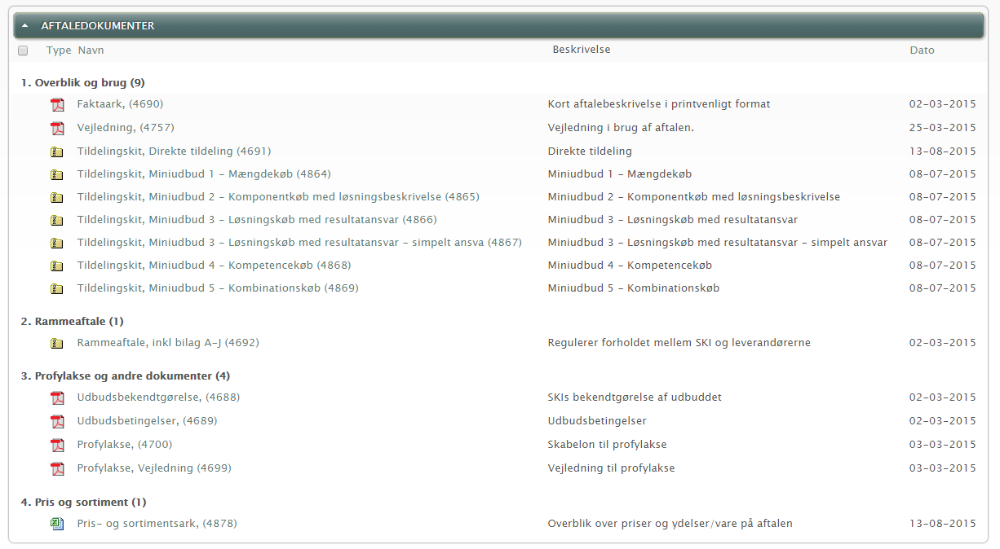 AFTALEDOKUMENTER
Type Navn Beskrivelse Dato
1. Overblik og brug (9)
Faktaark, (4690) Kort aftalebeskrivelse i printvenligt format 02-03-2015
Vejledning, (4757) Vejledning i brug af aftalen. 25-03-2015
Tildelingskit, Direkte tildeling (4691) Direkte tildeling 13-08-2015
Tildelingskit, Miniudbud 1 - Mængdekøb (4864) Miniudbud 1 - Mængdekøb 08-07-2015
Tildelingskit, Miniudbud 2 - Komponentkøb med løsningsbeskrivelse (4865) Miniudbud 2 - Komponentkøb med løsningsbeskrivelse 08-07-2015
Tildelingskit, Miniudbud 3 - Løsningskøb med resultatansvar (4866) Miniudbud 3 - Løsningskøb med resultatansvar 08-07-2015
Tildelingskit, Miniudbud 3 - Løsningskøb med resultatansvar - simpelt ansva (4867) Miniudbud 3 - Løsningskøb med resultatansvar - simpelt ansvar 08-07-2015
Tildelingskit, Miniudbud 4 - Kompetencekøb (4868) Miniudbud 4 - Kompetencekøb 08-07-2015
Tildelingskit, Miniudbud 5 - Kombinationskøb (4869) Miniudbud 5 - Kombinationskøb 08-07-2015
2. Rammeaftale (1)
Rammeaftale, inkl bilag A-J (4692) Regulerer forholdet mellem SKI og leverandørerne 02-03-2015
3. Profylakse og andre dokumenter (4)
Udbudsbekendtgørelse, (4688) SKIs bekendtgørelse af udbuddet 02-03-2015
Udbudsbetingelser, (4689) Udbudsbetingelser 02-03-2015
Profylakse, (4700) Skabelon til profylakse 03-03-2015
Profylakse, Vejledning (4699) Vejledning til profylakse 03-03-2015
4. Pris og sortiment (1)
Pris- og sortimentsark, (4878) Overblik over priser og ydelser/vare på aftalen 13-08-2015